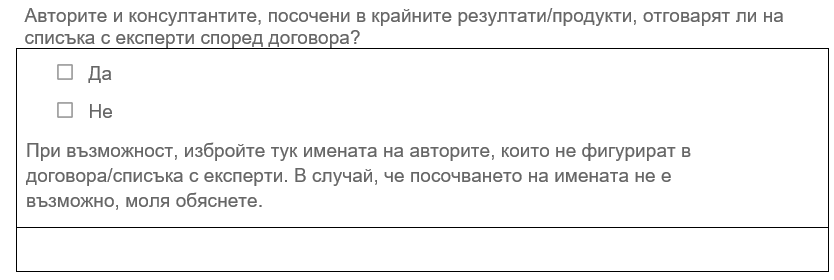 Авторите и консултантите, посочени в крайните резултати/продукти, отговарят ли на
списъка с експерти според договора?
☐ Да
☐ Не
При възможност, избройте тук имената на авторите, които не фигурират в
договора/списъка с експерти. В случай, че посочването на имената не е
възможно, моля обяснете.